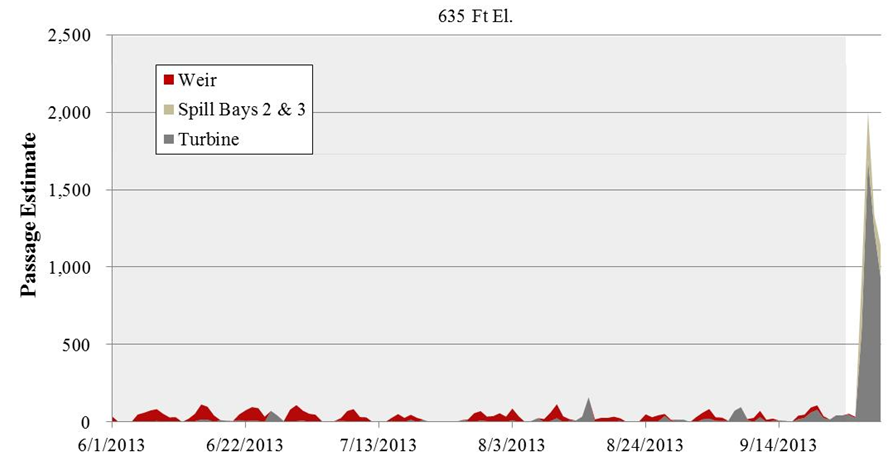 635 Ft El.
2,500
2,000
1,500
1,000
500
0
Passage Estimate
Weir
Spill Bays 2 & 3
Turbine
6/1/2013 6/22/2013 7/13/2013 8/3/2013 8/24/2013 9/14/2013